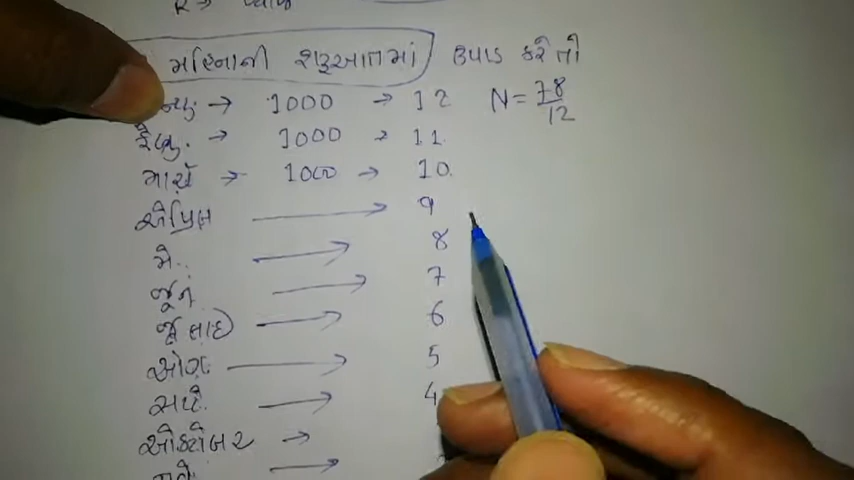 R → વ્યાજ
મહિનાની શરૂઆતમાં ઉપાડ કરે તો
→ 1000 → 12 N = 78/12
ફેબ્રુ. → 1000 → 11
માર્ચ → 1000 → 10
એપ્રિલ → 9
મે → 8
જૂન → 7
જૂલાઇ → 6
ઓગ. → 5
સપ્ટે. → 4
ઓક્ટોબર →
નવે. →